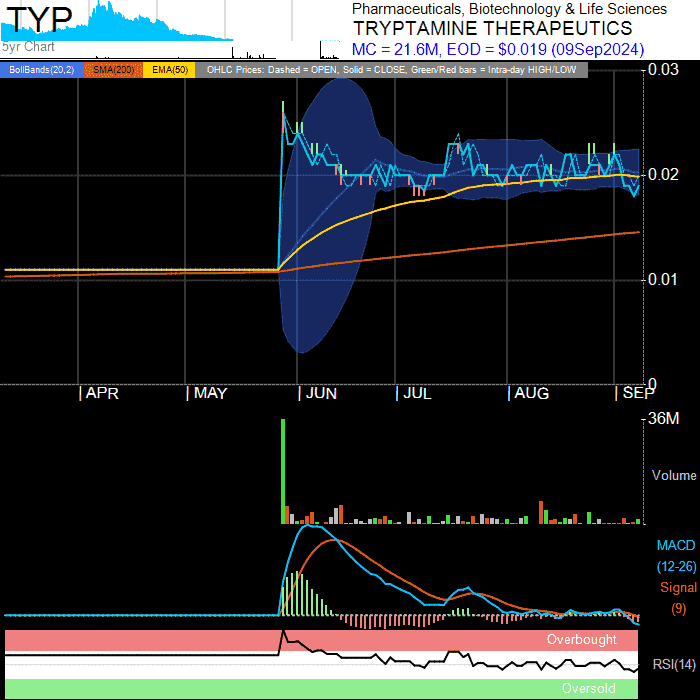 TYP
Pharmaceuticals, Biotechnology & Life Sciences
TRYPTAMINE THERAPEUTICS
5yr Chart
MC = 21.6M, EOD = $0.019 (09Sep2024)
BollBands(20,2) SMA(200) EMA(50) OHLC Prices: Dashed = OPEN, Solid = CLOSE, Green/Red bars = Intra-day HIGH/LOW
0.03
0.02
0.01
0
APR MAY JUN JUL AUG SEP
36M
Volume
MACD
(12-26)
Signal
(9)
Overbought
RSI(14)
Oversold